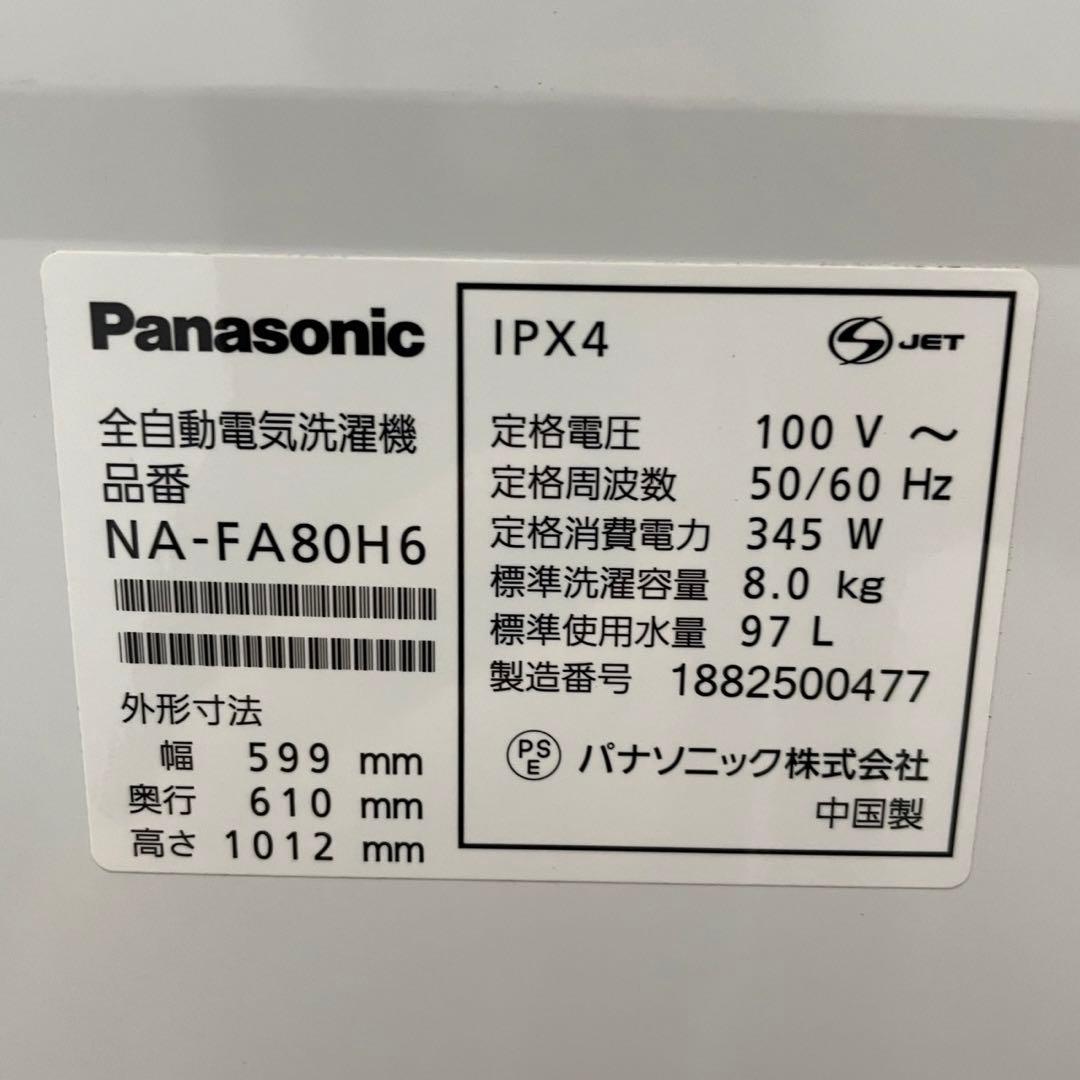 Panasonic
全自動電気洗濯機
品番
NA-FA80H6
外形寸法
幅 599 mm
奥行 610 mm
高さ 1012 mm
IPX4
S JET
定格電圧 100 V ～
定格周波数 50/60 Hz
定格消費電力 345 W
標準洗濯容量 8.0 kg
標準使用水量 97 L
製造番号 1882500477
PSE パナソニック株式会社
中国製